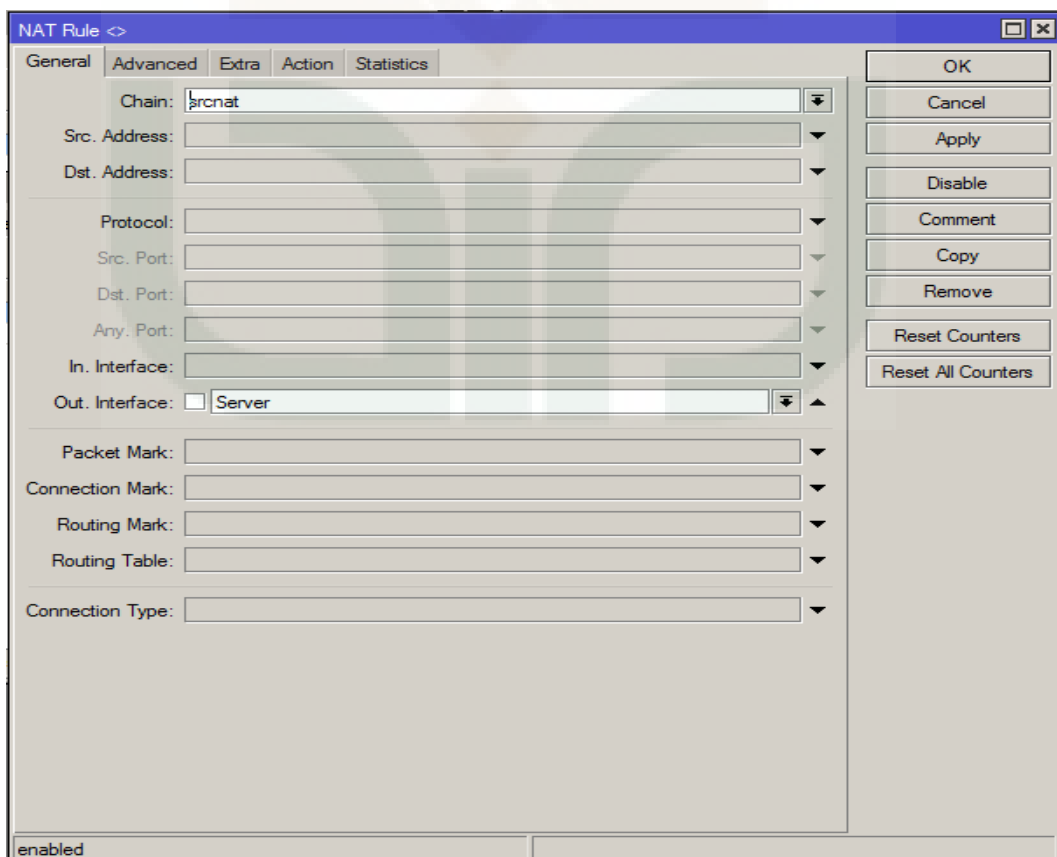 NAT Rule <>
General Advanced Extra Action Statistics
Chain: srcnat
Src. Address:
Dst. Address:
Protocol:
Src. Port:
Dst. Port:
Any. Port:
In. Interface:
Out. Interface: Server
Packet Mark:
Connection Mark:
Routing Mark:
Routing Table:
Connection Type:
OK
Cancel
Apply
Disable
Comment
Copy
Remove
Reset Counters
Reset All Counters
enabled